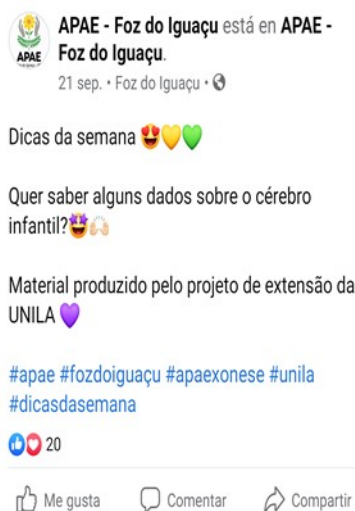 APAE - Foz do Iguaçu está en APAE -
Foz do Iguaçu.
APAE
21 sep. • Foz do Iguaçu •
Dicas da semana 😍💛💚
Quer saber alguns dados sobre o cérebro
infantil?🤩🙌🏻
Material produzido pelo projeto de extensão da
UNILA 💜
#apae #fozdoiguaçu #apaexonese #unila
#dicasdasemana
20
Me gusta Comentar Compartir